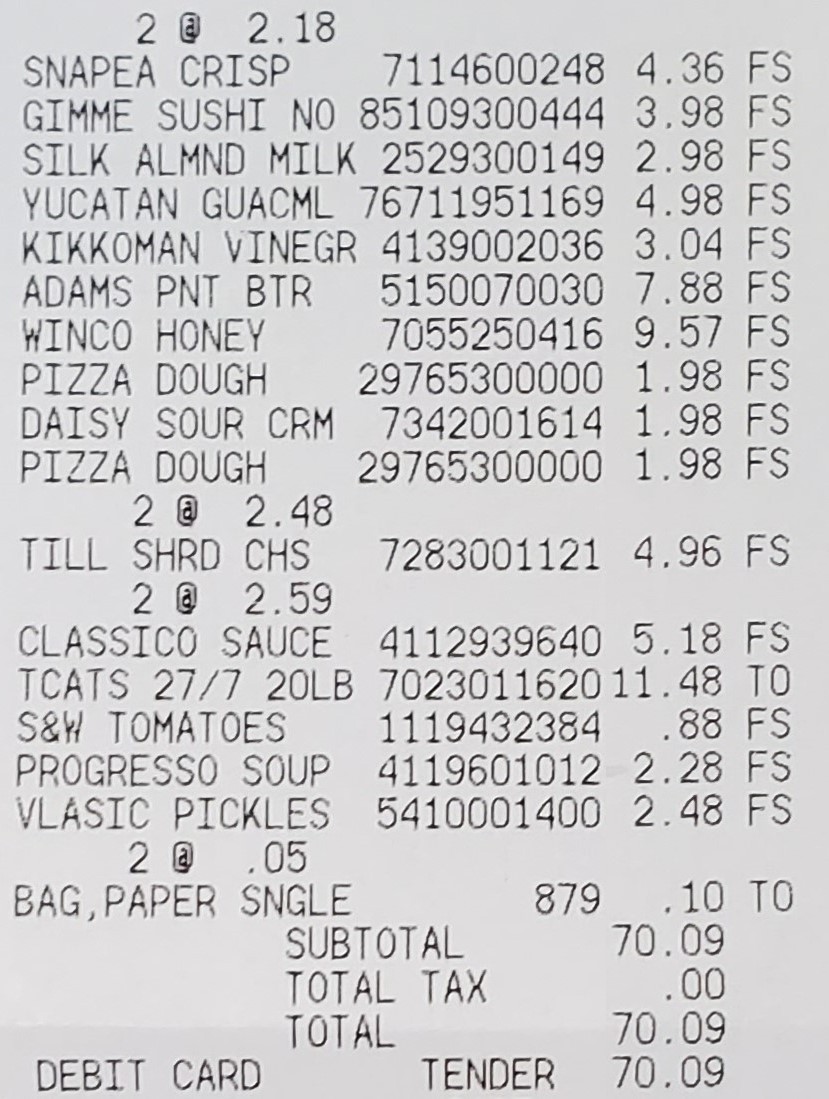 2 @ 2.18
SNAPEA CRISP 7114600248 4.36 FS
GIMME SUSHI NO 85109300444 3.98 FS
SILK ALMND MILK 2529300149 2.98 FS
YUCATAN GUACML 76711951169 4.98 FS
KIKKOMAN VINEGR 4139002036 3.04 FS
ADAMS PNT BTR 5150070030 7.88 FS
WINCO HONEY 7055250416 9.57 FS
PIZZA DOUGH 29765300000 1.98 FS
DAISY SOUR CRM 7342001614 1.98 FS
PIZZA DOUGH 29765300000 1.98 FS
2 @ 2.48
TILL SHRD CHS 7283001121 4.96 FS
2 @ 2.59
CLASSICO SAUCE 4112939640 5.18 FS
TCATS 27/7 20LB 7023011620 11.48 TO
S&W TOMATOES 1119432384 .88 FS
PROGRESSO SOUP 4119601012 2.28 FS
VLASIC PICKLES 5410001400 2.48 FS
2 @ .05
BAG,PAPER SNGLE 879 .10 TO
SUBTOTAL 70.09
TOTAL TAX .00
TOTAL 70.09
DEBIT CARD TENDER 70.09